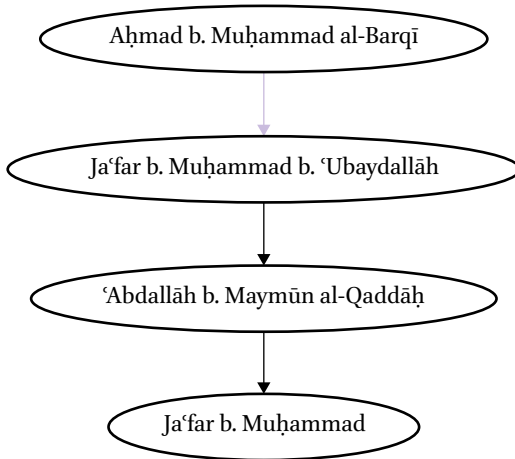 Aḥmad b. Muḥammad al-Barqī
Jaʿfar b. Muḥammad b. ʿUbaydallāh
ʿAbdallāh b. Maymūn al-Qaddāḥ
Jaʿfar b. Muḥammad